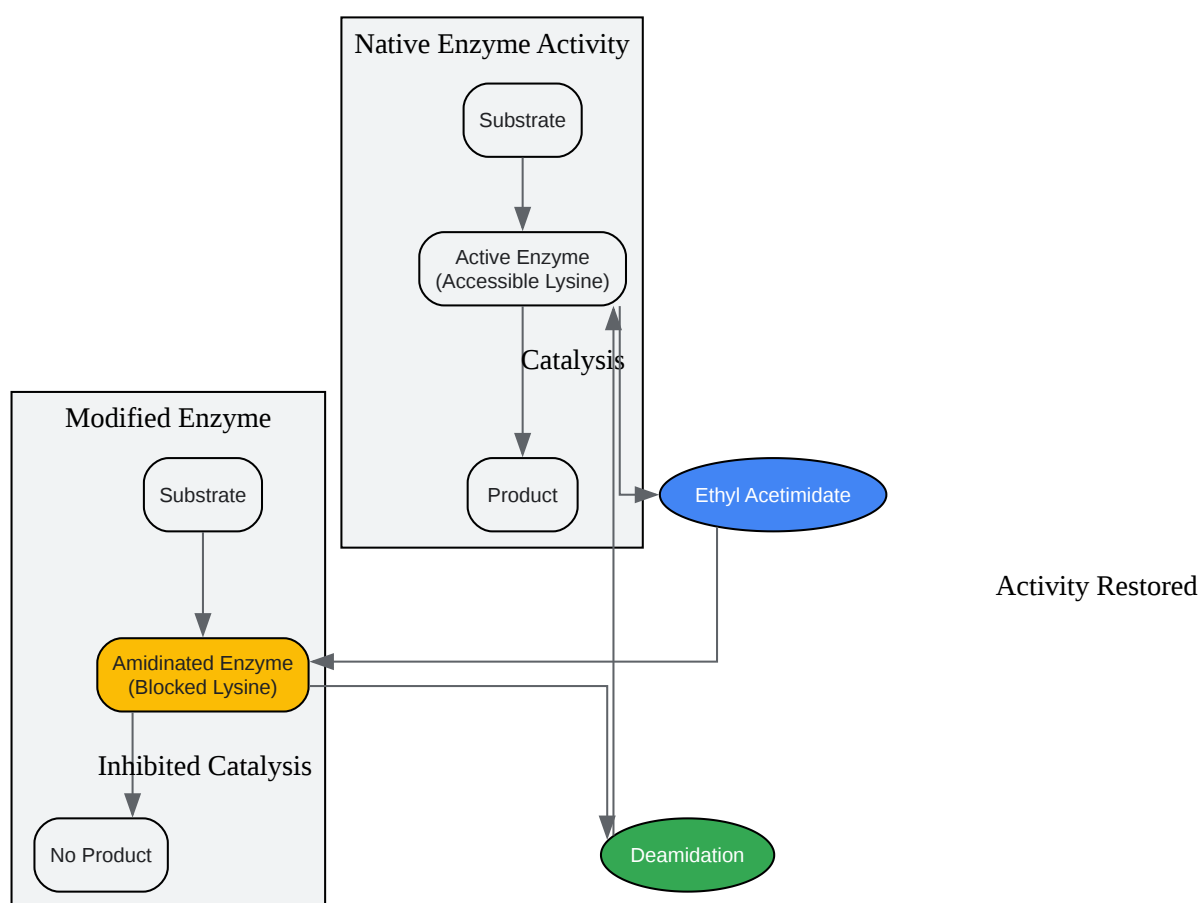 Native Enzyme Activity
Substrate
Active Enzyme
(Accessible Lysine)
Catalysis
Product
Modified Enzyme
Substrate
Ethyl Acetimidate
Activity Restored
Amidinated Enzyme
(Blocked Lysine)
Inhibited Catalysis
No Product
Deamidation